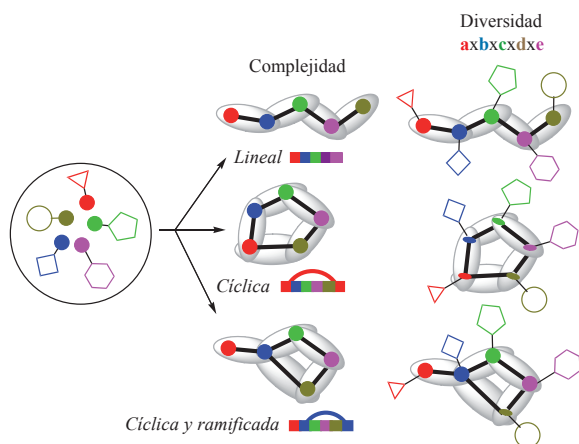 Diversidad
axbxcxdxe
Complejidad
Lineal
Cíclica
Cíclica y ramificada